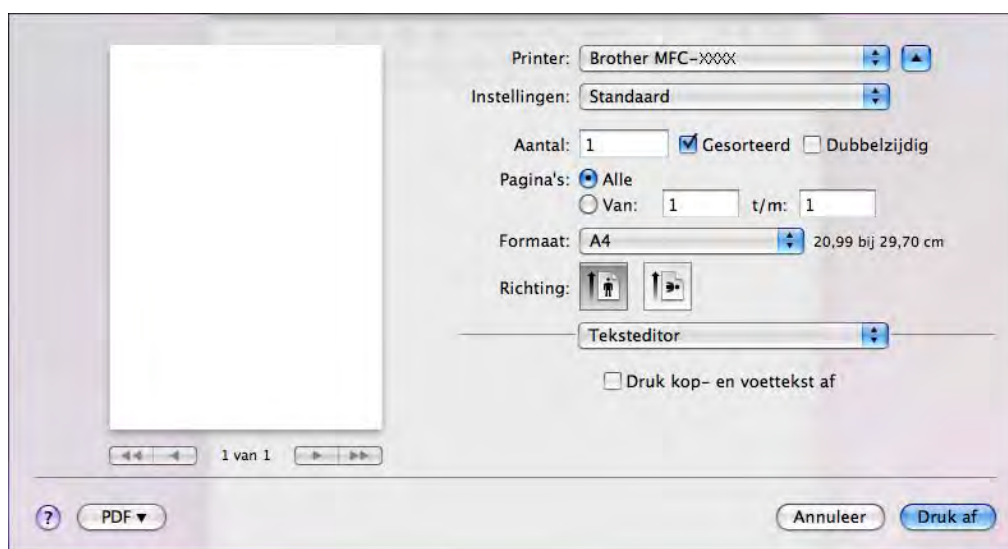 Printer: Brother MFC-XXXX
Instellingen: Standaard
Aantal: 1 Gesorteerd Dubbelzijdig
Pagina's: Alle
Van: 1 t/m: 1
Formaat: A4 20,99 bij 29,70 cm
Richting:
Teksteditor
Druk kop- en voettekst af
1 van 1
? PDF Annuleer Druk af